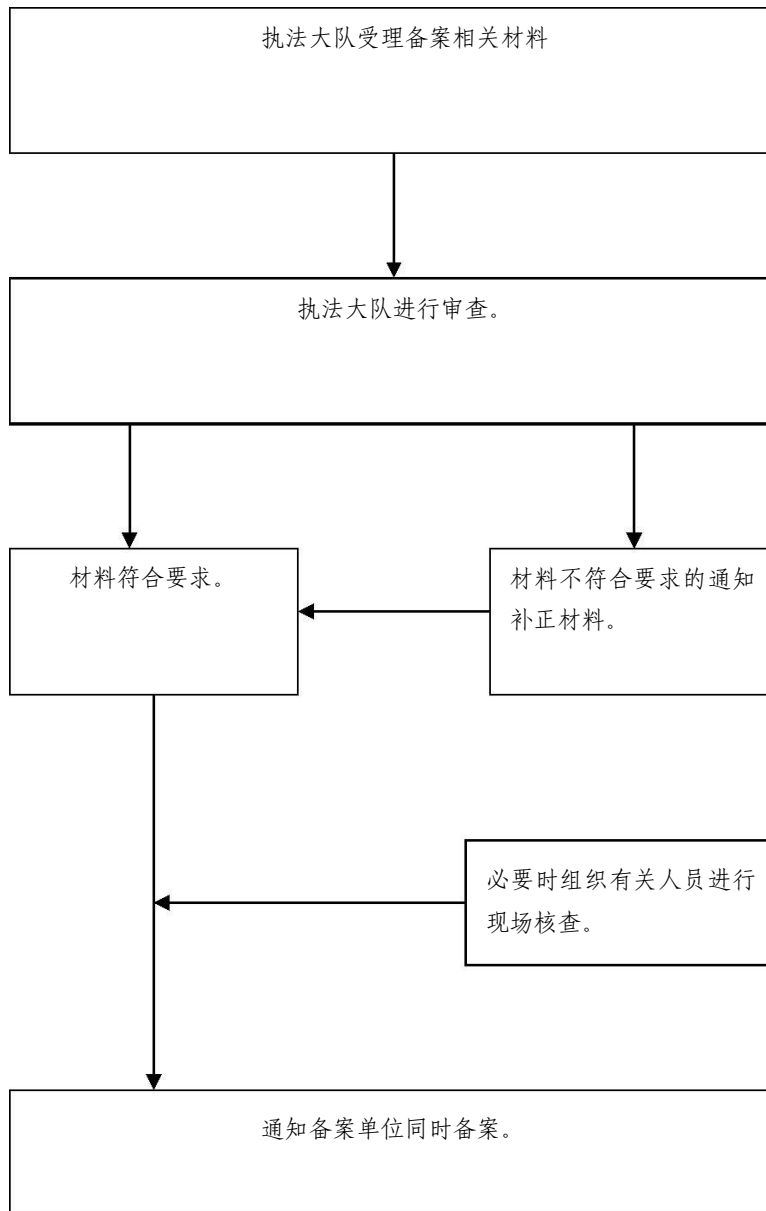 执法大队受理备案相关材料
执法大队进行审查。
材料符合要求。
材料不符合要求的通知
补正材料。
必要时组织有关人员进行
现场核查。
通知备案单位同时备案。